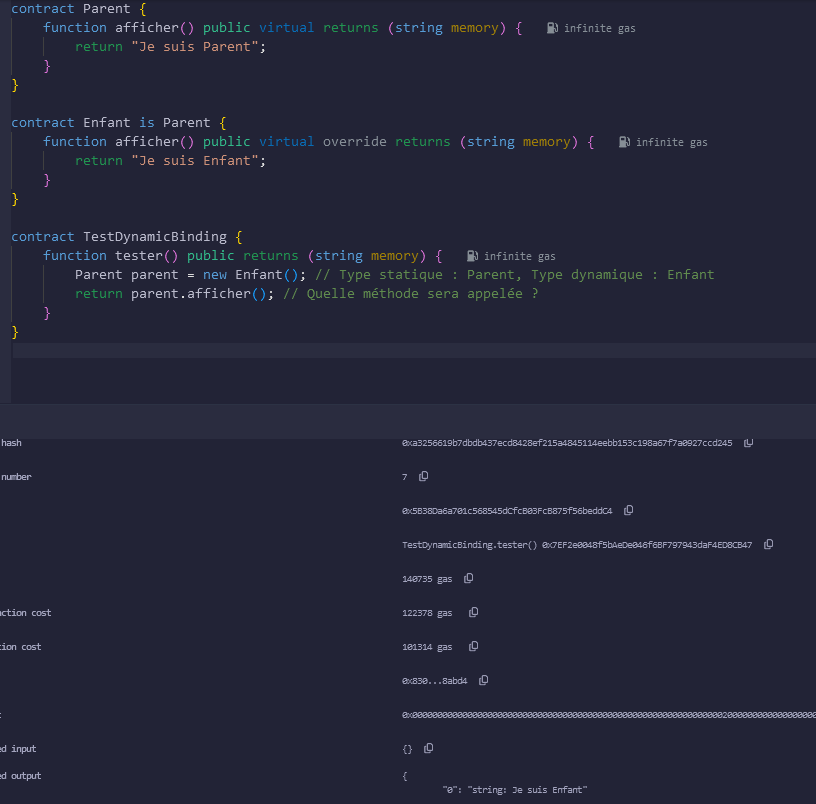 contract Parent {
function afficher() public virtual returns (string memory) { infinite gas
return "Je suis Parent";
}
}
contract Enfant is Parent {
function afficher() public virtual override returns (string memory) { infinite gas
return "Je suis Enfant";
}
}
contract TestDynamicBinding {
function tester() public returns (string memory) { infinite gas
Parent parent = new Enfant(); // Type statique : Parent, Type dynamique : Enfant
return parent.afficher(); // Quelle méthode sera appelée ?
}
}
hash 0xa3256619b7dbdb437ecd8428ef215a4845114eebb153c198a67f7a0927ccd245
number 7
0x5B38Da6a701c568545dCfcB03FcB875f56beddC4
TestDynamicBinding.tester() 0x7EF2e0048f5bAeDe046f6BF797943daF4ED8CB47
140735 gas
action cost 122378 gas
tion cost 101314 gas
0x830...8abd4
ed input {}
ed output {
"0": "string: Je suis Enfant"